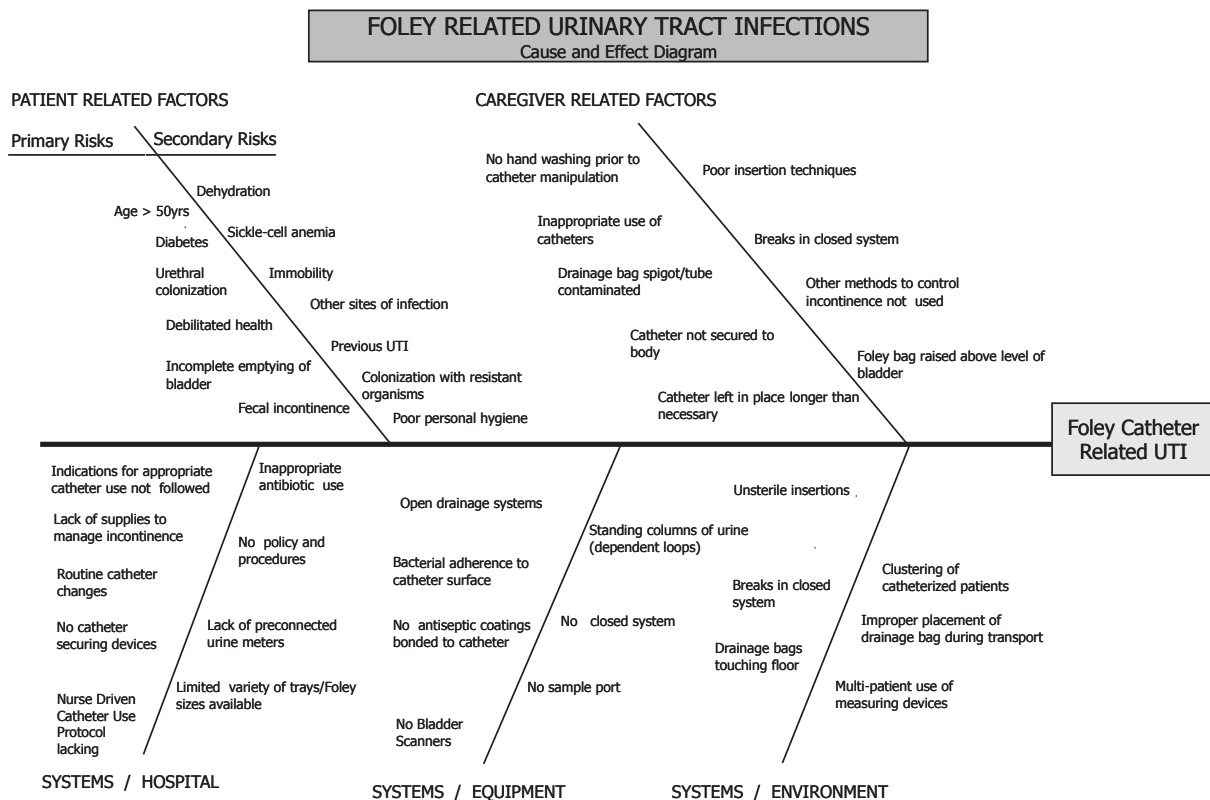 FOLEY RELATED URINARY TRACT INFECTIONS
Cause and Effect Diagram
PATIENT RELATED FACTORS
Primary Risks
Secondary Risks
Age > 50yrs
Diabetes
Urethral
colonization
Debilitated health
Incomplete emptying of
bladder
Fecal incontinence
Dehydration
Sickle-cell anemia
Immobility
Other sites of infection
Previous UTI
Colonization with resistant
organisms
Poor personal hygiene
CAREGIVER RELATED FACTORS
No hand washing prior to
catheter manipulation
Inappropriate use of
catheters
Drainage bag spigot/tube
contaminated
Catheter not secured to
body
Catheter left in place longer than
necessary
Poor insertion techniques
Breaks in closed system
Other methods to control
incontinence not used
Foley bag raised above level of
bladder
Foley Catheter
Related UTI
Indications for appropriate
catheter use not followed
Lack of supplies to
manage incontinence
Routine catheter
changes
No catheter
securing devices
Nurse Driven
Catheter Use
Protocol
lacking
Inappropriate
antibiotic use
No policy and
procedures
Lack of preconnected
urine meters
Limited variety of trays/Foley
sizes available
SYSTEMS / HOSPITAL
Open drainage systems
Bacterial adherence to
catheter surface
No antiseptic coatings
bonded to catheter
No Bladder
Scanners
Standing columns of urine
(dependent loops)
No closed system
No sample port
SYSTEMS / EQUIPMENT
Unsterile insertions
Breaks in closed
system
Drainage bags
touching floor
Clustering of
catheterized patients
Improper placement of
drainage bag during transport
Multi-patient use of
measuring devices
SYSTEMS / ENVIRONMENT